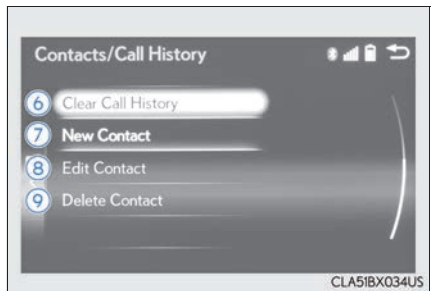 Contacts/Call History
6 Clear Call History
7 New Contact
8 Edit Contact
9 Delete Contact
CLA51BX034US